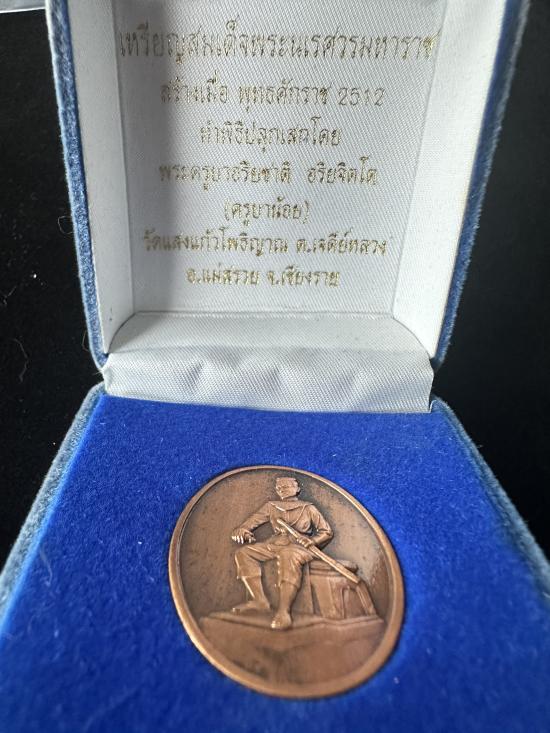 เหรียญสมเด็จพระนเรศวรมหาราช
สร้างเมื่อ พุทธศักราช 2512
ทำพิธีปลุกเสกโดย
พระครูบาอริยชาติ อริยจิตโต
(ครูบาน้อย)
วัดแสงแก้วโพธิญาณ ต.เจดีย์หลวง
อ.แม่สรวย จ.เชียงราย